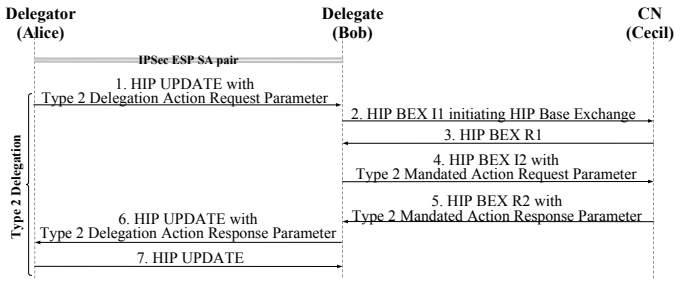 Delegator
(Alice)
Delegate
(Bob)
CN
(Cecil)
IPSec ESP SA pair
1. HIP UPDATE with
Type 2 Delegation Action Request Parameter
2. HIP BEX I1 initiating HIP Base Exchange
3. HIP BEX R1
4. HIP BEX I2 with
Type 2 Mandated Action Request Parameter
5. HIP BEX R2 with
Type 2 Mandated Action Response Parameter
6. HIP UPDATE with
Type 2 Delegation Action Response Parameter
7. HIP UPDATE
Type 2 Delegation